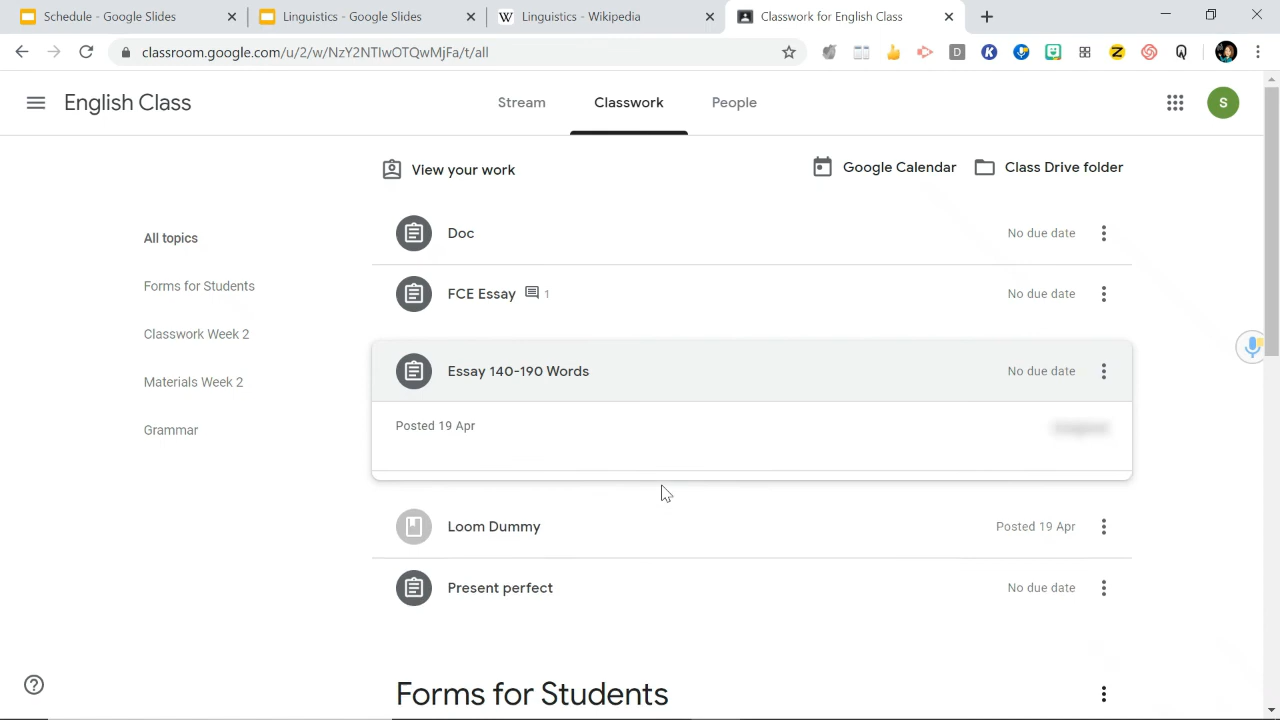 Schedule - Google Slides
Linguistics - Google Slides
Linguistics - Wikipedia
Classwork for English Class
classroom.google.com/u/2/w/NzY2NTIwOTQwMjFa/t/all
English Class
Stream
Classwork
People
S
View your work
Google Calendar
Class Drive folder
All topics
Forms for Students
Classwork Week 2
Materials Week 2
Grammar
Doc
No due date
FCE Essay 1
No due date
Essay 140-190 Words
No due date
Posted 19 Apr
Loom Dummy
Posted 19 Apr
Present perfect
No due date
Forms for Students